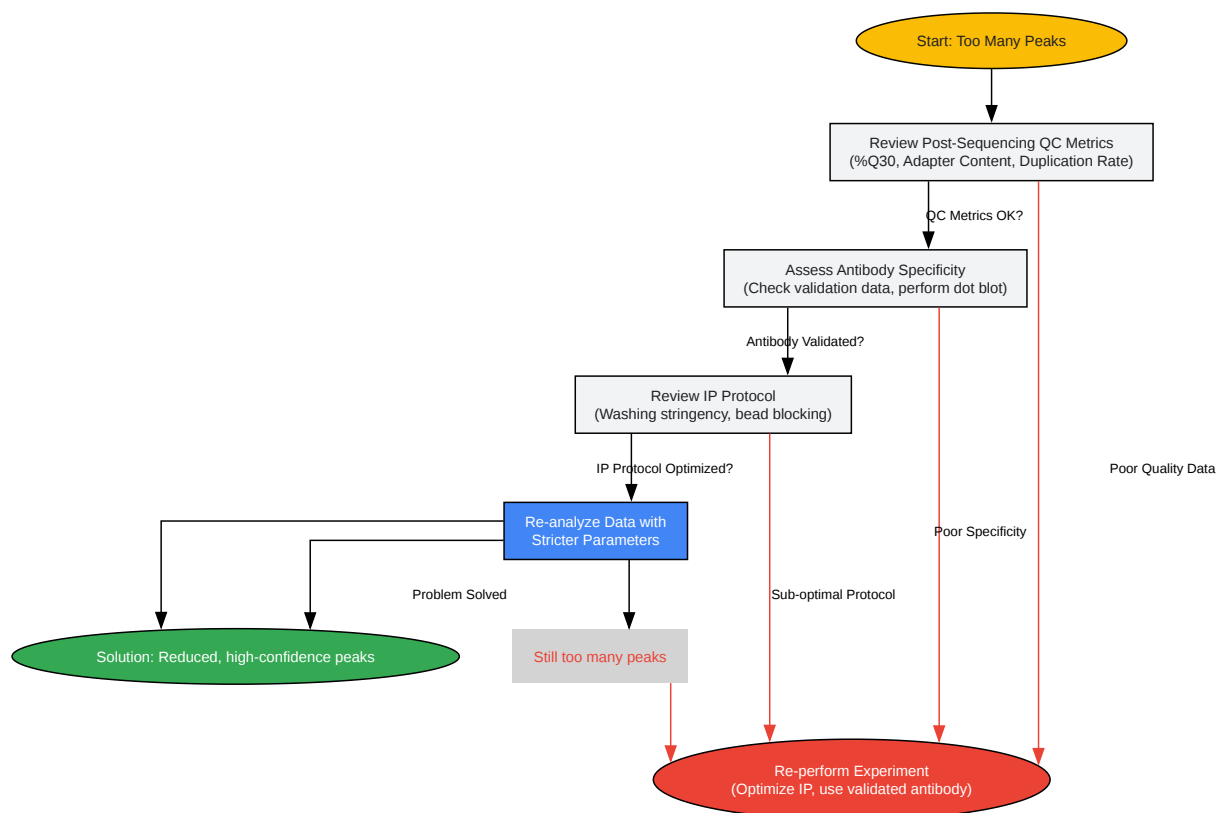 Start: Too Many Peaks
Review Post-Sequencing QC Metrics
(%Q30, Adapter Content, Duplication Rate)
QC Metrics OK?
Assess Antibody Specificity
(Check validation data, perform dot blot)
Antibody Validated?
Review IP Protocol
(Washing stringency, bead blocking)
IP Protocol Optimized?
Poor Quality Data
Re-analyze Data with
Stricter Parameters
Poor Specificity
Problem Solved
Sub-optimal Protocol
Solution: Reduced, high-confidence peaks
Still too many peaks
Re-perform Experiment
(Optimize IP, use validated antibody)